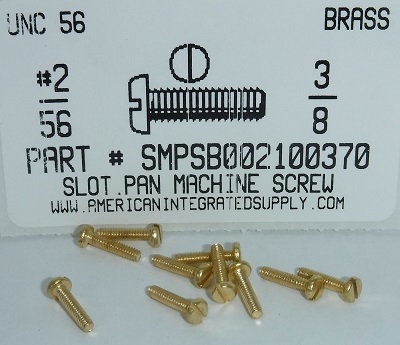 UNC 56 BRASS
#2 3
56 8
PART # SMPSB002100370
SLOT.PAN MACHINE SCREW
WWW.AMERICANINTEGRATEDSUPPLY.COM